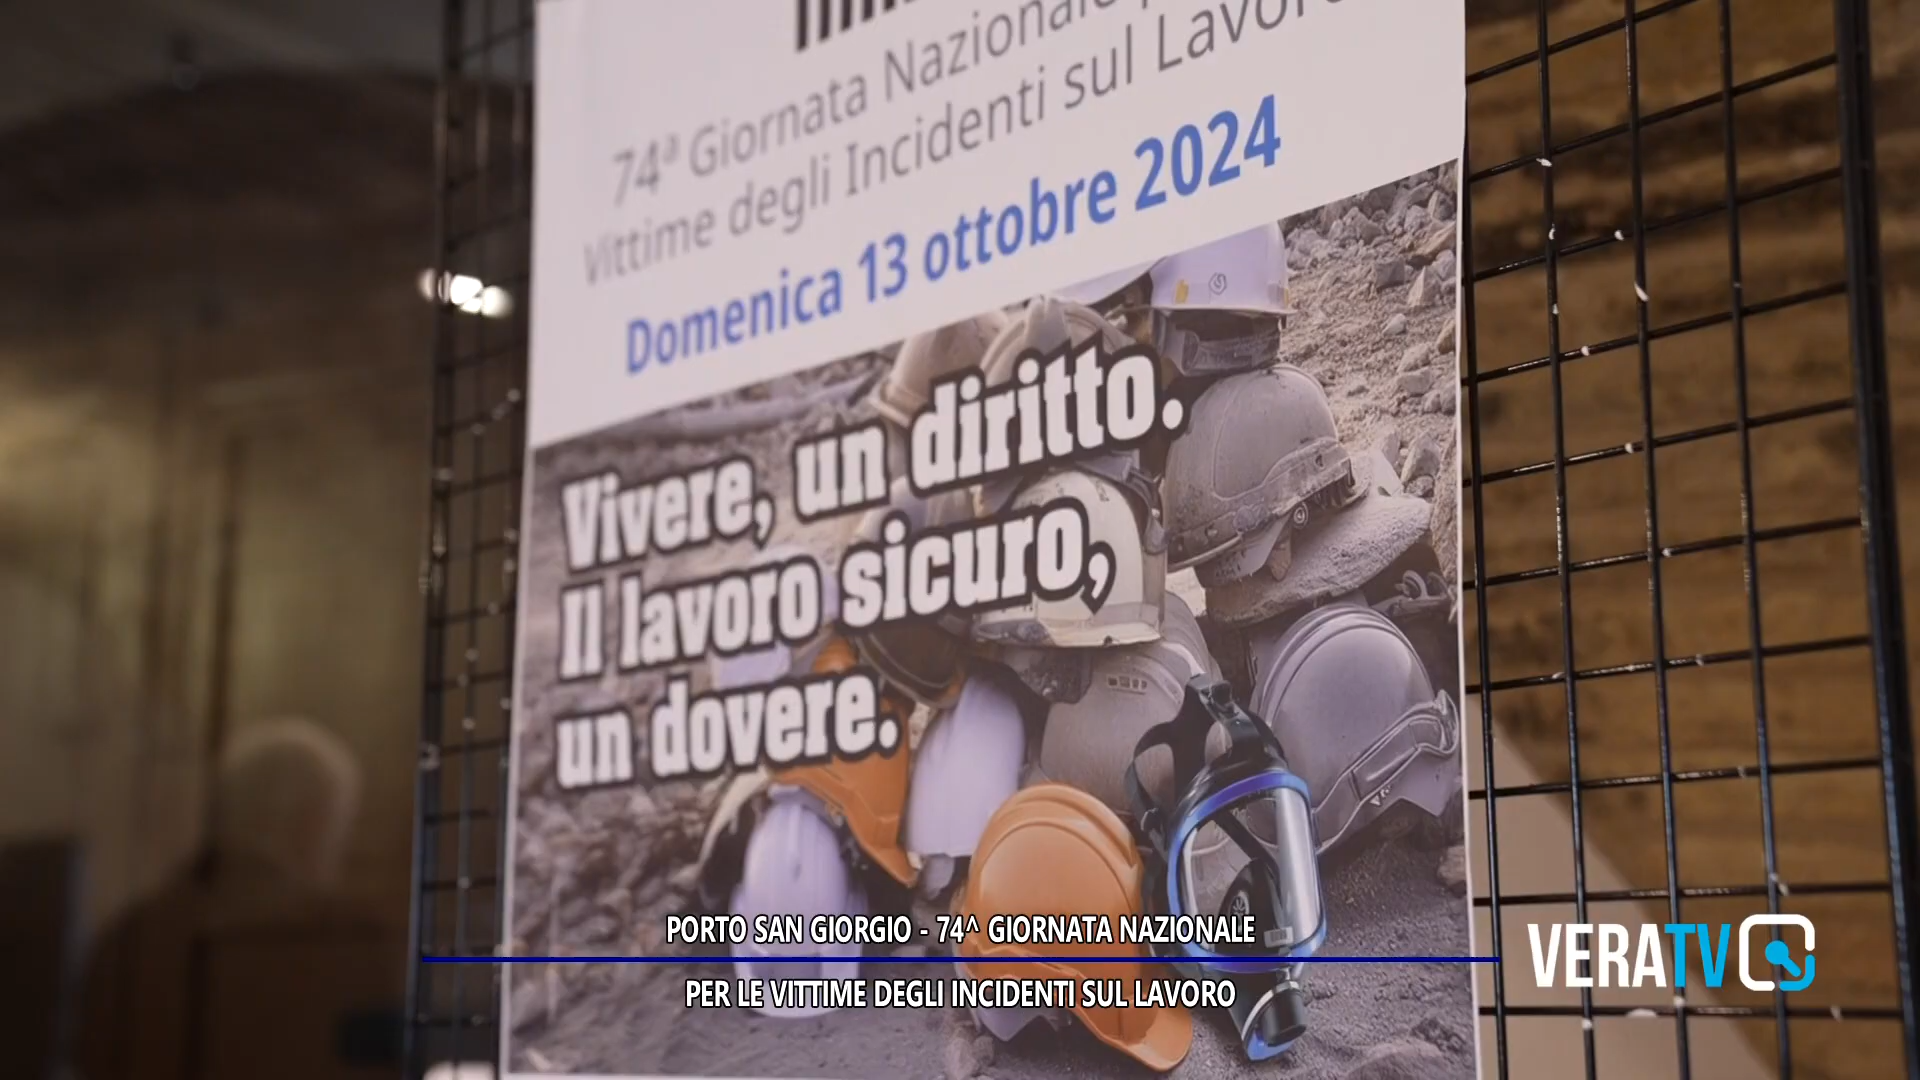 74ª Giornata Nazionale
Vittime degli Incidenti sul Lavoro
Domenica 13 ottobre 2024
Vivere, un diritto.
Il lavoro sicuro,
un dovere.
PORTO SAN GIORGIO - 74^ GIORNATA NAZIONALE
PER LE VITTIME DEGLI INCIDENTI SUL LAVORO
VERATV